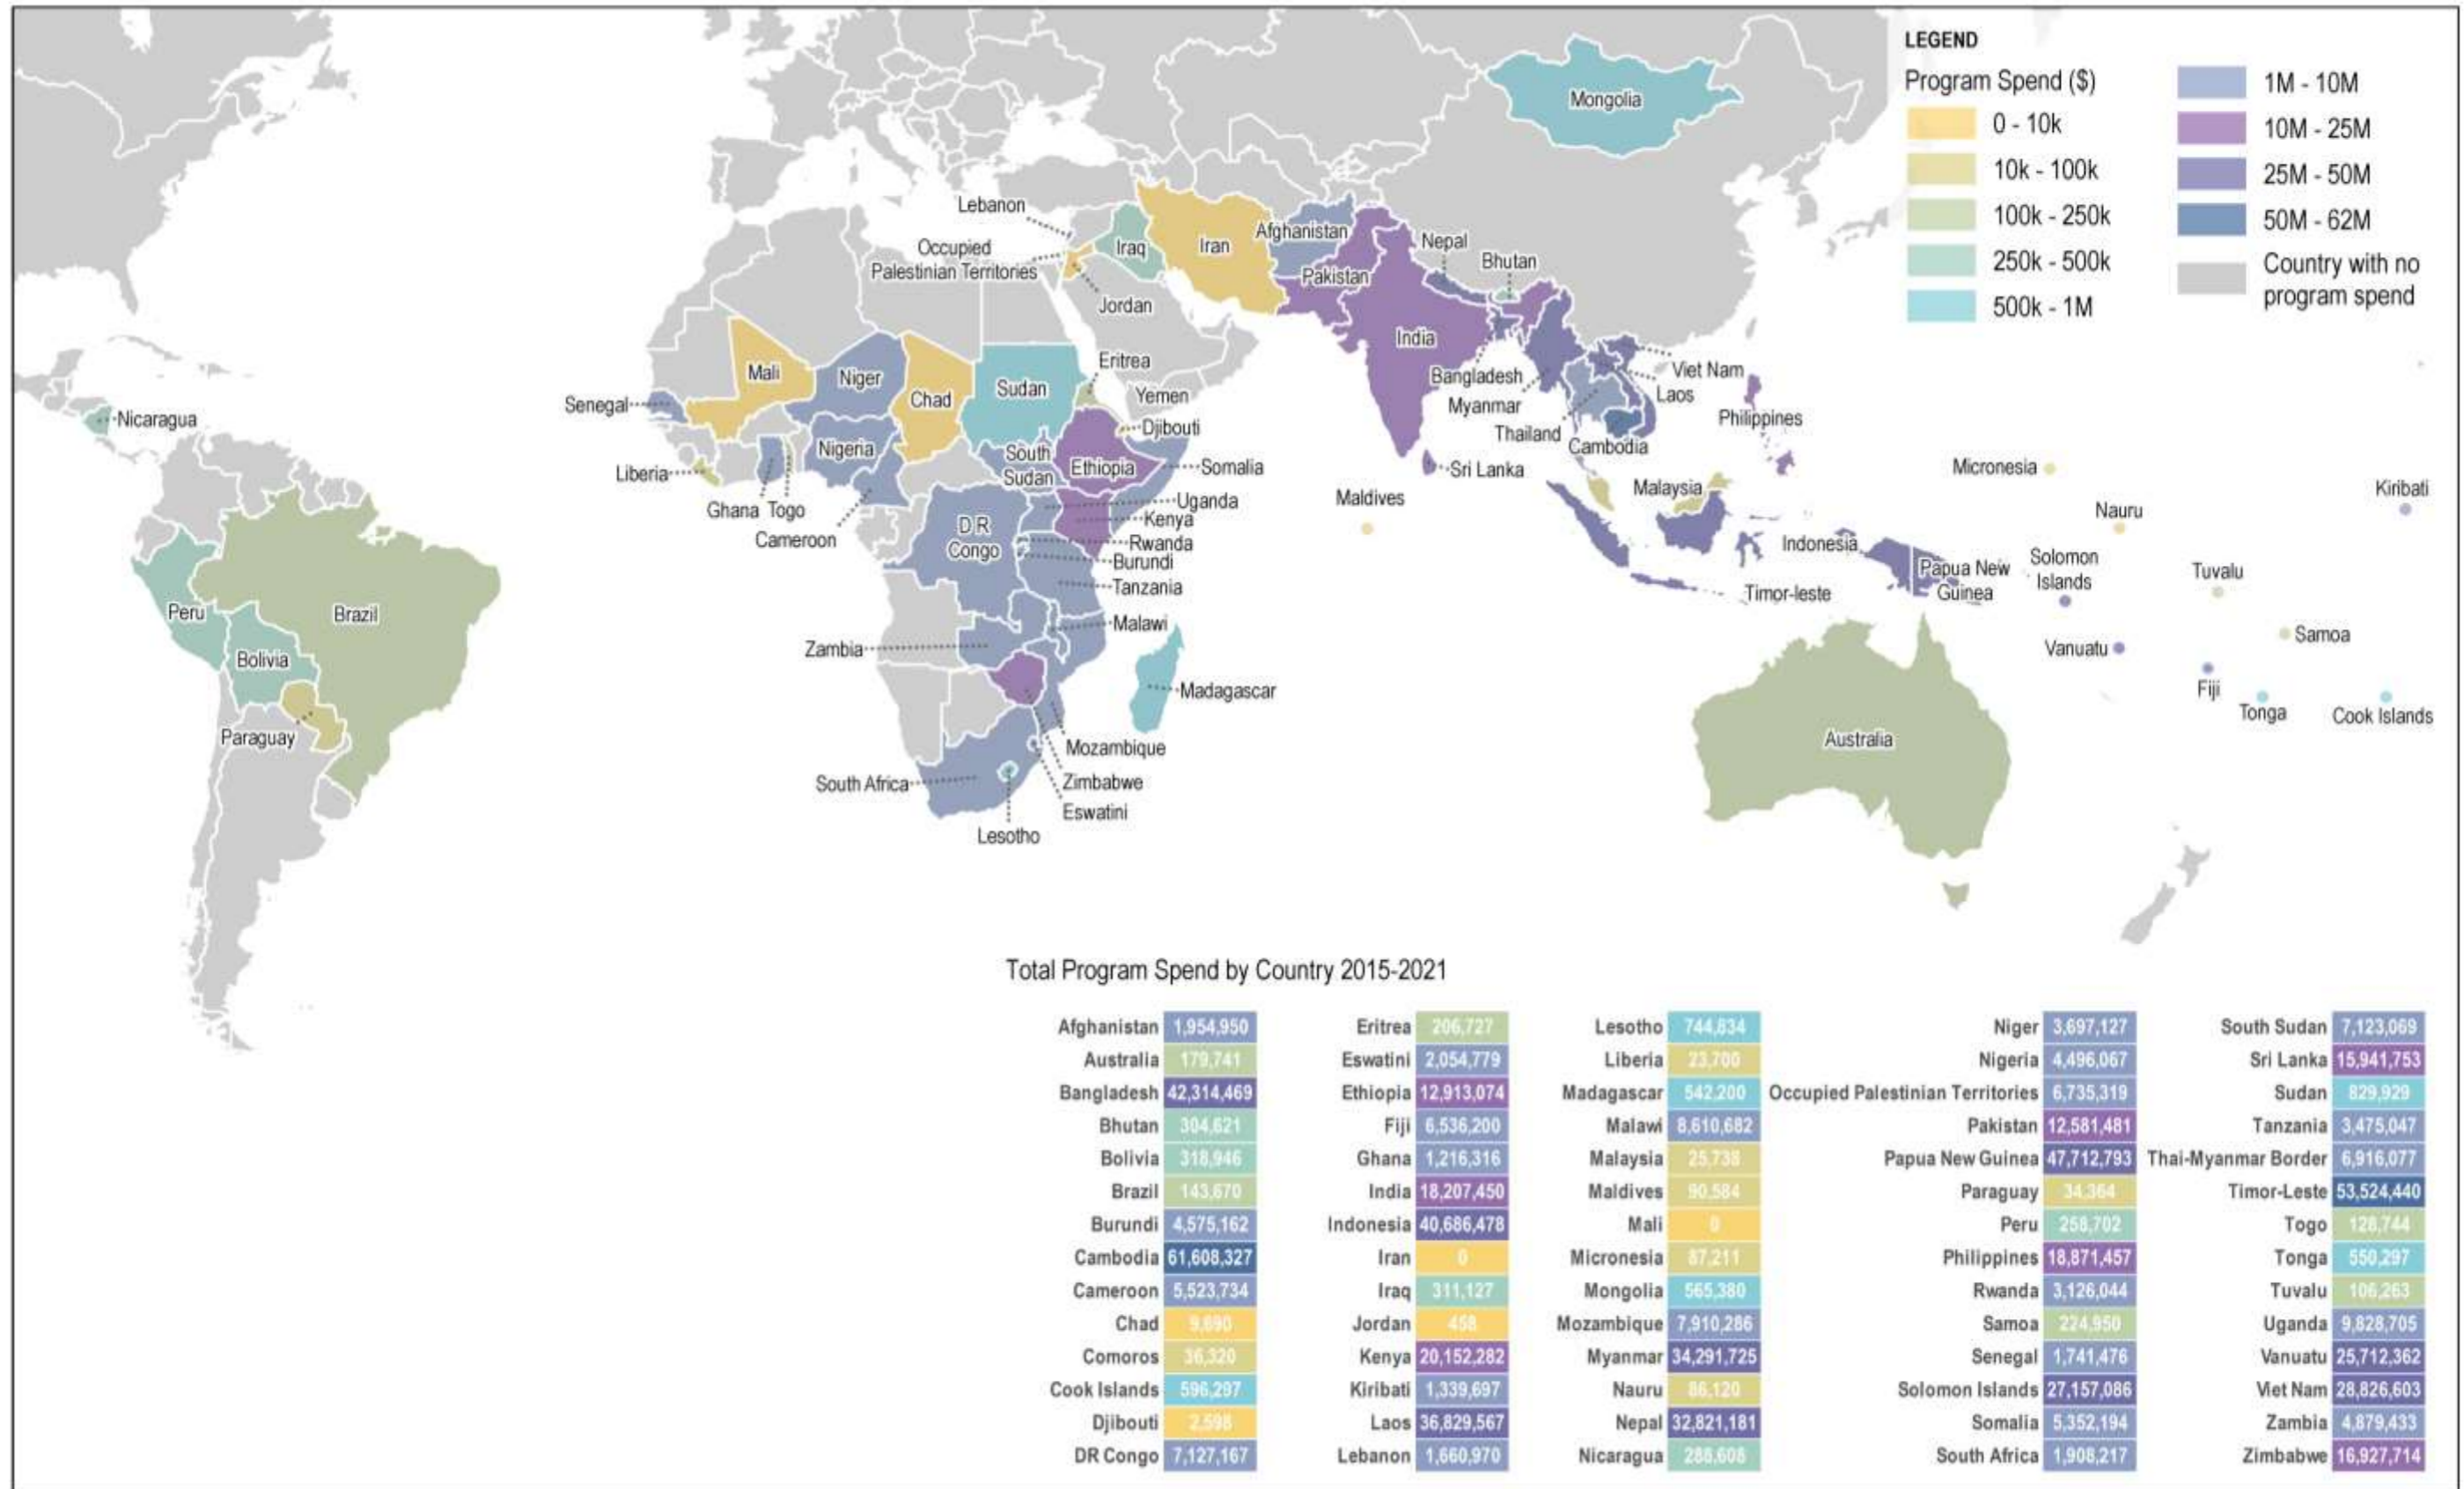 LEGEND
Program Spend ($)
0 - 10k
10k - 100k
100k - 250k
250k - 500k
500k - 1M
1M - 10M
10M - 25M
25M - 50M
50M - 62M
Country with no
program spend
Mongolia
Lebanon
Occupied
Palestinian Territories
Iraq
Iran
Afghanistan
Pakistan
Nepal
Bhutan
Jordan
India
Mali
Niger
Chad
Sudan
Eritrea
Yemen
Djibouti
Senegal
Nigeria
South
Sudan
Ethiopia
Somalia
Liberia
Ghana
Togo
Cameroon
D R
Congo
Uganda
Kenya
Rwanda
Burundi
Tanzania
Malawi
Zambia
Madagascar
Mozambique
Zimbabwe
Eswatini
South Africa
Lesotho
Nicaragua
Peru
Brazil
Bolivia
Paraguay
Bangladesh
Myanmar
Thailand
Cambodia
Viet Nam
Laos
Philippines
Sri Lanka
Maldives
Malaysia
Indonesia
Timor-leste
Papua New
Guinea
Micronesia
Nauru
Kiribati
Solomon
Islands
Tuvalu
Samoa
Vanuatu
Fiji
Tonga
Cook Islands
Australia
Total Program Spend by Country 2015-2021
Afghanistan 1,954,950
Australia 179,741
Bangladesh 42,314,469
Bhutan 304,621
Bolivia 318,946
Brazil 143,670
Burundi 4,575,162
Cambodia 61,608,327
Cameroon 5,523,734
Chad 9,690
Comoros 36,320
Cook Islands 596,297
Djibouti 2,598
DR Congo 7,127,167
Eritrea 206,727
Eswatini 2,054,779
Ethiopia 12,913,074
Fiji 6,536,200
Ghana 1,216,316
India 18,207,450
Indonesia 40,686,478
Iran 0
Iraq 311,127
Jordan 458
Kenya 20,152,282
Kiribati 1,339,697
Laos 36,829,567
Lebanon 1,660,970
Lesotho 744,834
Liberia 23,700
Madagascar 542,200
Malawi 8,610,682
Malaysia 25,738
Maldives 90,584
Mali 0
Micronesia 87,211
Mongolia 565,380
Mozambique 7,910,286
Myanmar 34,291,725
Nauru 86,120
Nepal 32,821,181
Nicaragua 286,608
Niger 3,697,127
Nigeria 4,496,067
Occupied Palestinian Territories 6,735,319
Pakistan 12,581,481
Papua New Guinea 47,712,793
Paraguay 34,364
Peru 258,702
Philippines 18,871,457
Rwanda 3,126,044
Samoa 224,950
Senegal 1,741,476
Solomon Islands 27,157,086
Somalia 5,352,194
South Africa 1,908,217
South Sudan 7,123,069
Sri Lanka 15,941,753
Sudan 829,929
Tanzania 3,475,047
Thai-Myanmar Border 6,916,077
Timor-Leste 53,524,440
Togo 128,744
Tonga 550,297
Tuvalu 106,263
Uganda 9,828,705
Vanuatu 25,712,362
Viet Nam 28,826,603
Zambia 4,879,433
Zimbabwe 16,927,714